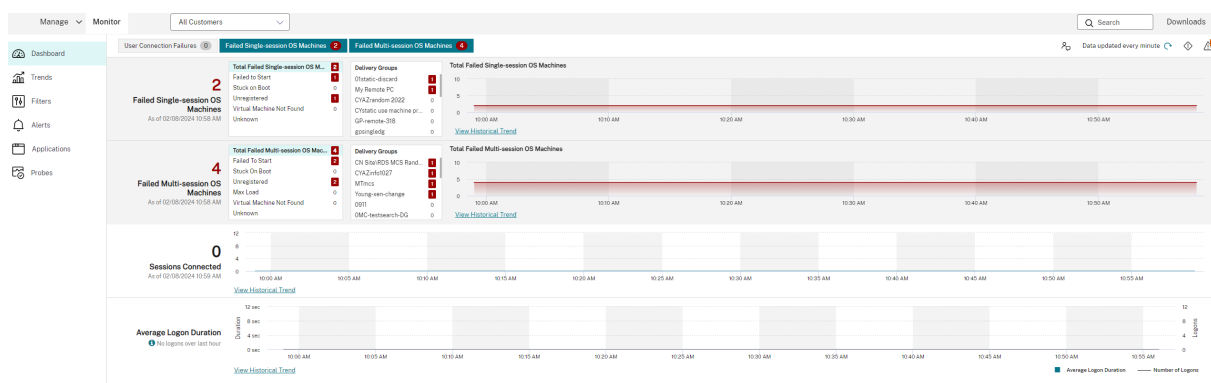 Manage Monitor All Customers Search Downloads
Dashboard
Trends
Filters
Alerts
Applications
Probes
User Connection Failures 0 Failed Single-session OS Machines 2 Failed Multi-session OS Machines 4 Data updated every minute
2
Failed Single-session OS
Machines
As of 02/08/2024 10:58 AM
Total Failed Single-session OS M... 2
Failed to Start 1
Stuck on Boot 0
Unregistered 1
Virtual Machine Not Found 0
Unknown
Delivery Groups
01static-discard 1
My Remote PC 1
CYAZrandom 2022 0
CYstatic use machine pr... 0
GP-remote-318 0
gpsingledg 0
Total Failed Single-session OS Machines
10
5
0
10:00 AM 10:10 AM 10:20 AM 10:30 AM 10:40 AM 10:50 AM
View Historical Trend
4
Failed Multi-session OS
Machines
As of 02/08/2024 10:58 AM
Total Failed Multi-session OS Mac... 4
Failed To Start 2
Stuck On Boot 0
Unregistered 2
Max Load 0
Virtual Machine Not Found 0
Unknown
Delivery Groups
CN Site\RDS MCS Rand... 1
CYAZinfo1027 1
MTmcs 1
Young-xen-change 1
0911 0
0MC-testsearch-DG 0
Total Failed Multi-session OS Machines
10
5
0
10:00 AM 10:10 AM 10:20 AM 10:30 AM 10:40 AM 10:50 AM
View Historical Trend
0
Sessions Connected
As of 02/08/2024 10:59 AM
12
8
4
0
10:00 AM 10:05 AM 10:10 AM 10:15 AM 10:20 AM 10:25 AM 10:30 AM 10:35 AM 10:40 AM 10:45 AM 10:50 AM 10:55 AM
View Historical Trend
Average Logon Duration
No logons over last hour
Duration
12 sec
8 sec
4 sec
0 sec
12
8
4
0
Logons
10:00 AM 10:05 AM 10:10 AM 10:15 AM 10:20 AM 10:25 AM 10:30 AM 10:35 AM 10:40 AM 10:45 AM 10:50 AM 10:55 AM
View Historical Trend
Average Logon Duration Number of Logons